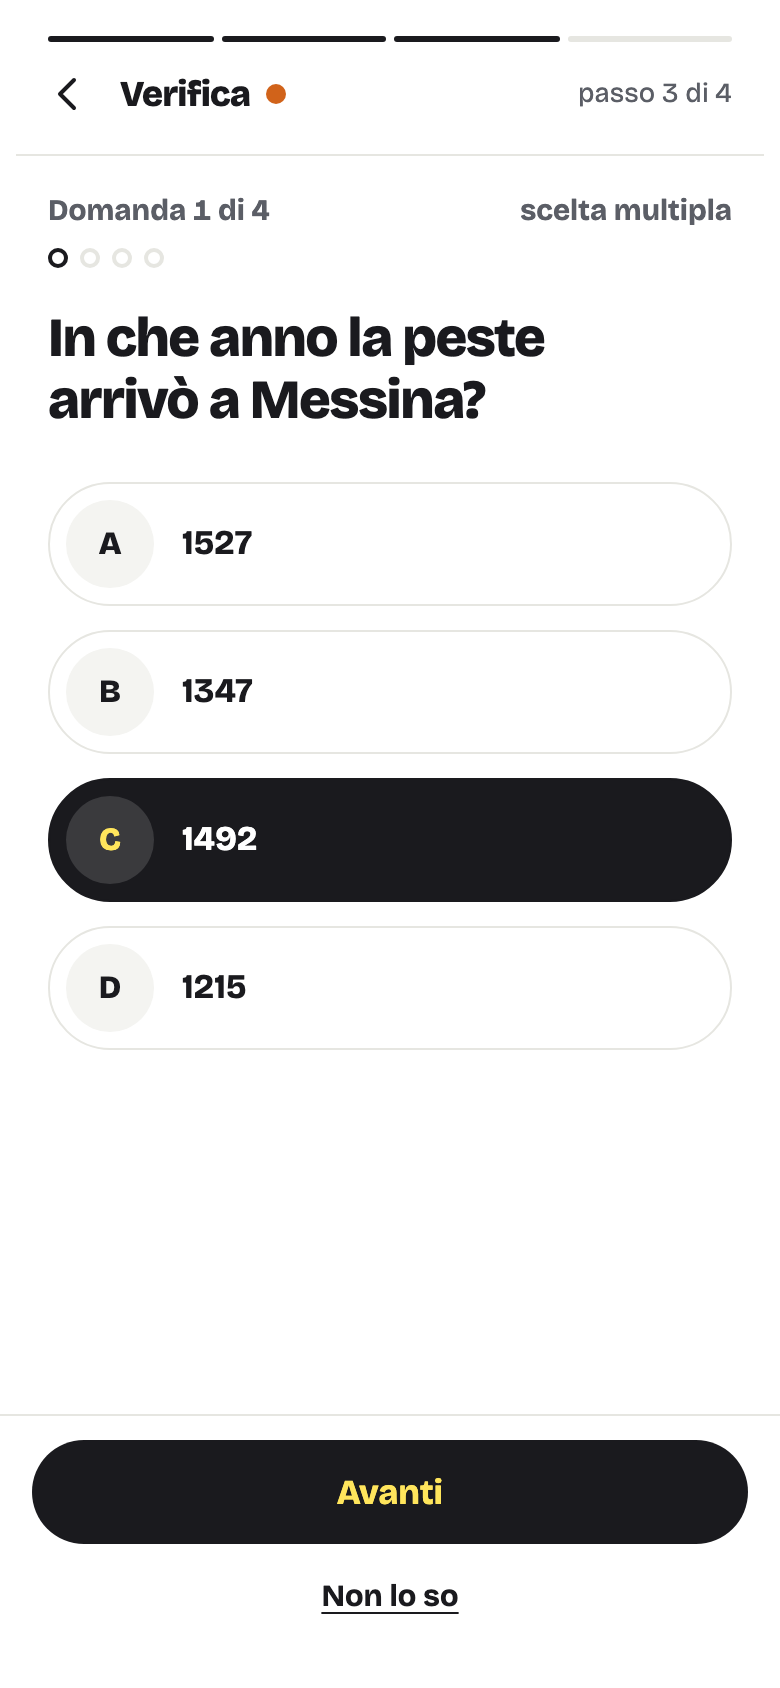 Verifica
passo 3 di 4
Domanda 1 di 4
scelta multipla
In che anno la peste
arrivò a Messina?
A 1527
B 1347
C 1492
D 1215
Avanti
Non lo so